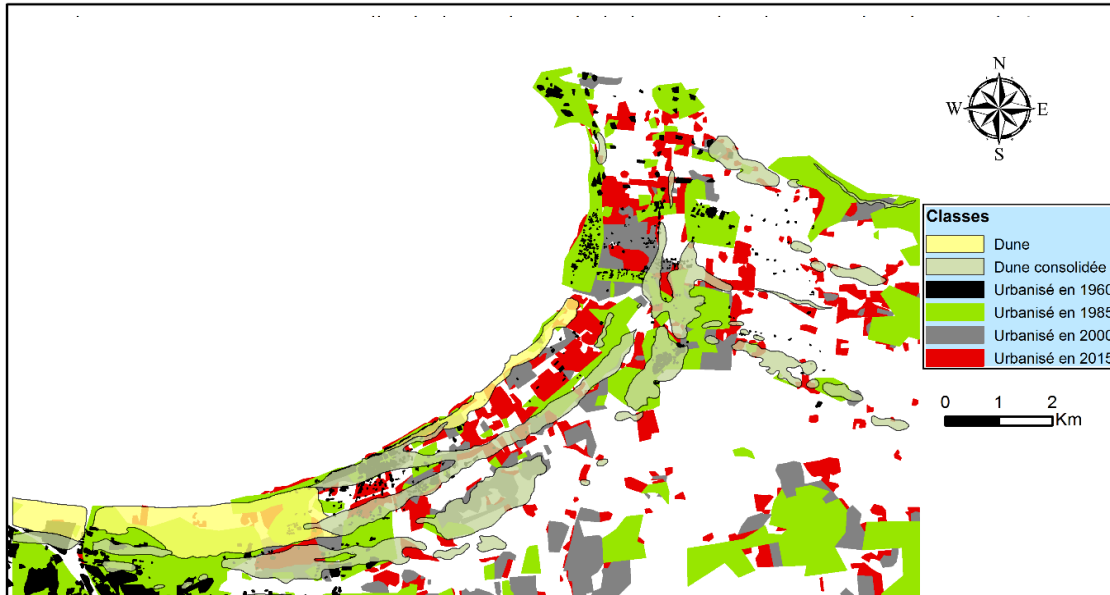 N
W E
S
Classes
Dune
Dune consolidée
Urbanisé en 1960
Urbanisé en 1985
Urbanisé en 2000
Urbanisé en 2015
0 1 2
Km